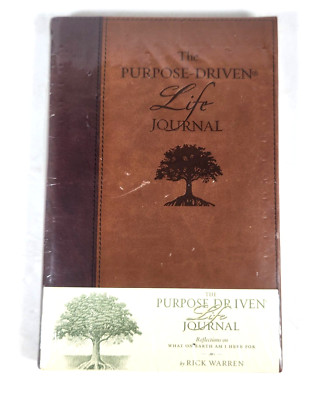 The
PURPOSE-DRIVEN®
Life
JOURNAL
THE
PURPOSE DRIVEN
Life
JOURNAL
Reflections on
WHAT ON EARTH AM I HERE FOR
BY RICK WARREN